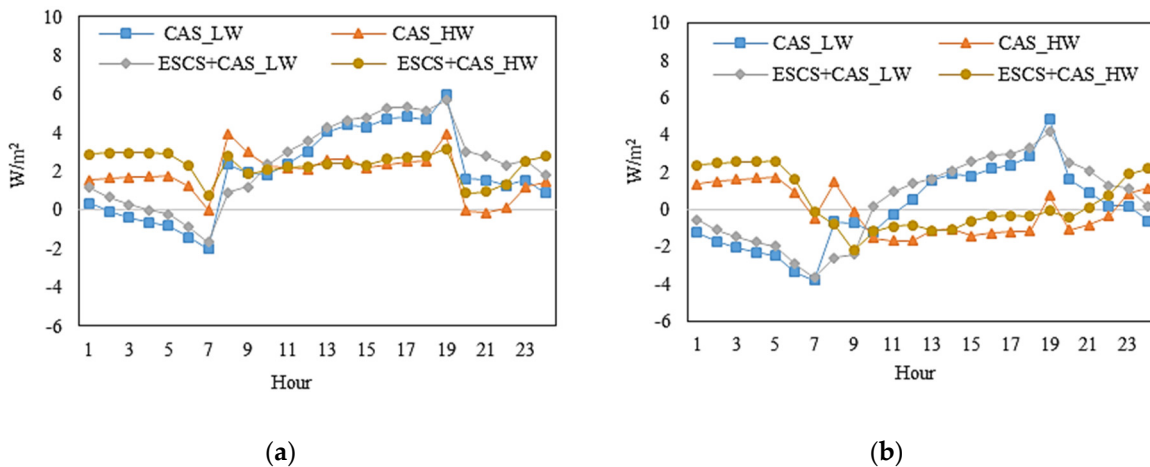 10
8
6
4
2
0
-2
-4
-6
W/m²
CAS_LW CAS_HW
ESCS+CAS_LW ESCS+CAS_HW
1 3 5 7 9 11 13 15 17 19 21 23
Hour
(a)
10
8
6
4
2
0
-2
-4
-6
W/m²
CAS_LW CAS_HW
ESCS+CAS_LW ESCS+CAS_HW
1 3 5 7 9 11 13 15 17 19 21 23
Hour
(b)